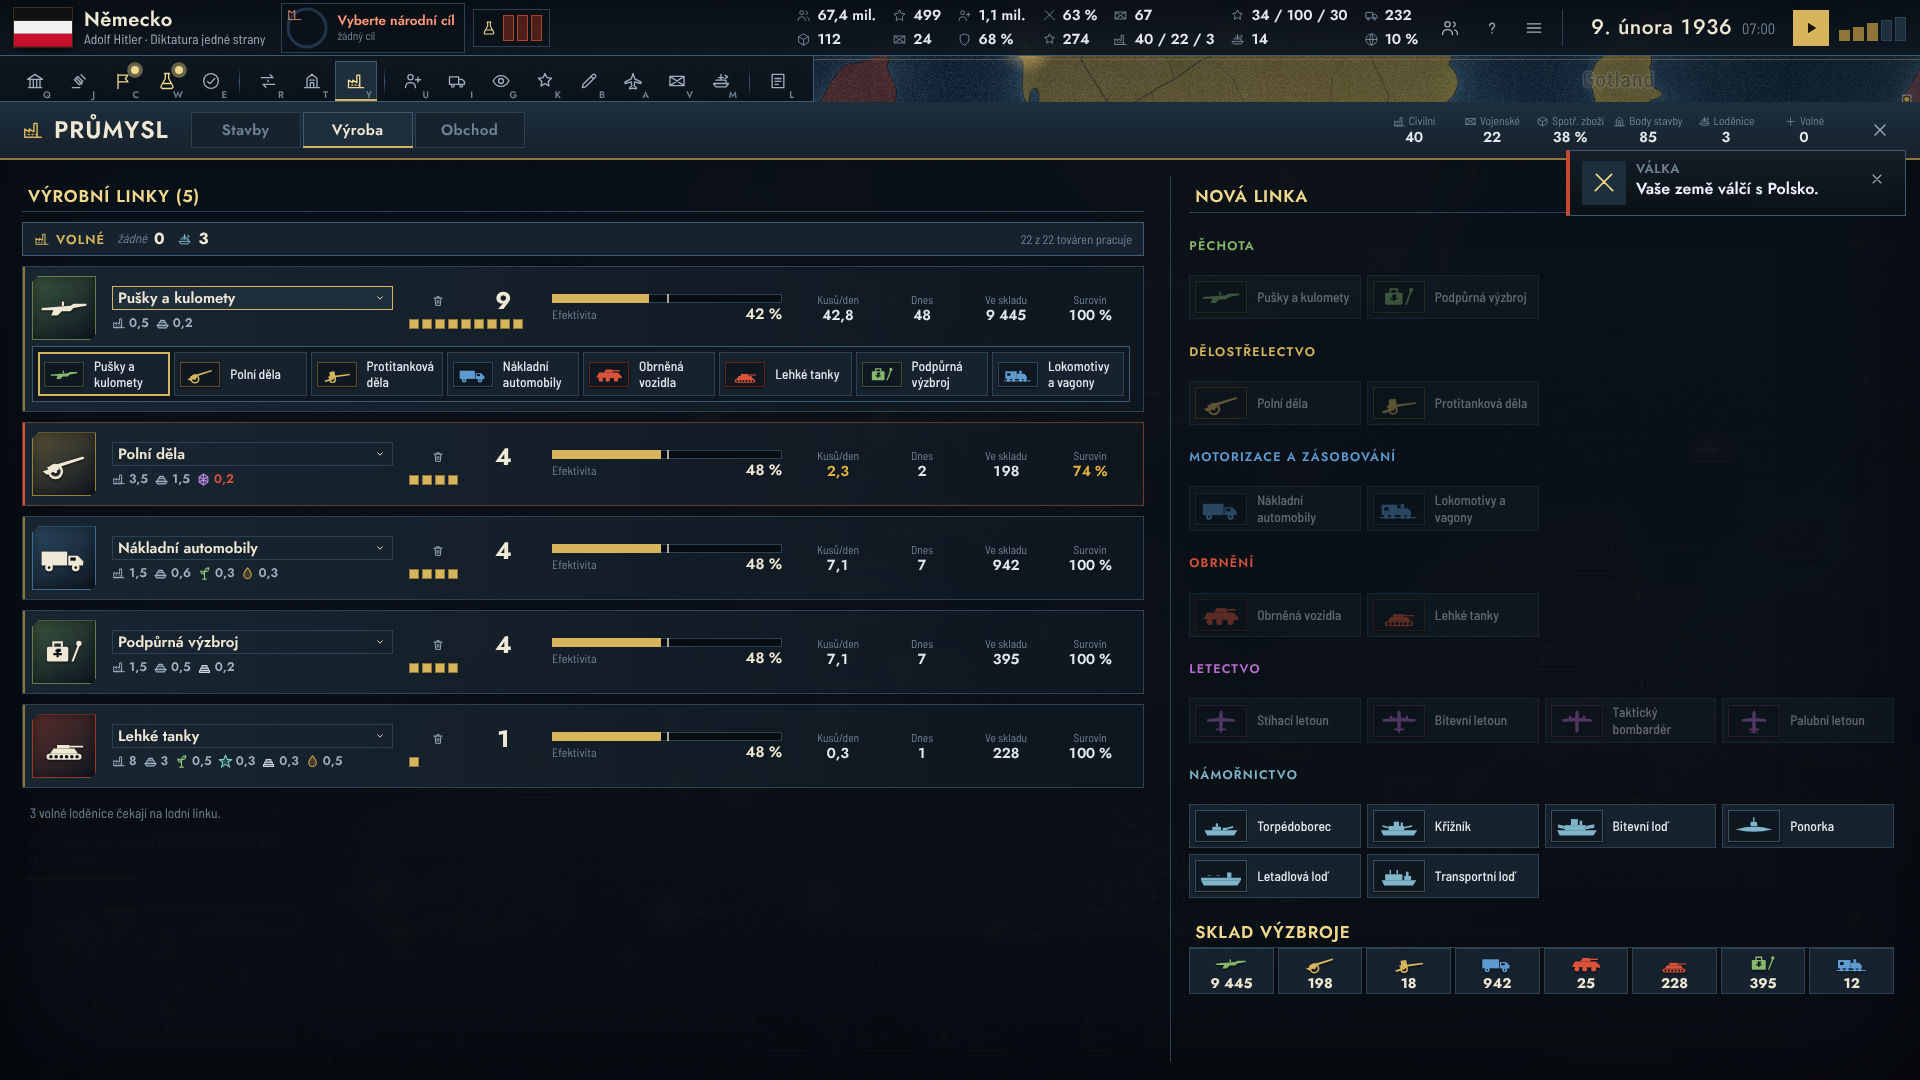 Německo
Adolf Hitler · Diktatura jedné strany
Vyberte národní cíl
žádný cíl
67,4 mil. 499 1,1 mil. 63 % 67 34 / 100 / 30 232
112 24 68 % 274 40 / 22 / 3 14 10 %
?
9. února 1936 07:00
Q J C W E R T Y U I G K B A V M L
Gotland
PRŮMYSL
Stavby Výroba Obchod
Civilní Vojenské Spotř. zboží Body stavby Loděnice Volné
40 22 38 % 85 3 0
VÁLKA
Vaše země válčí s Polsko.
VÝROBNÍ LINKY (5)
VOLNÉ žádné 0 3 22 z 22 továren pracuje
Pušky a kulomety 9 Kusů/den Dnes Ve skladu Surovin
0,5 0,2 Efektivita 42 % 42,8 48 9 445 100 %
Pušky a kulomety
Polní děla
Protitanková děla
Nákladní automobily
Obrněná vozidla
Lehké tanky
Podpůrná výzbroj
Lokomotivy a vagony
Polní děla 4 Kusů/den Dnes Ve skladu Surovin
3,5 1,5 0,2 Efektivita 48 % 2,3 2 198 74 %
Nákladní automobily 4 Kusů/den Dnes Ve skladu Surovin
1,5 0,6 0,3 0,3 Efektivita 48 % 7,1 7 942 100 %
Podpůrná výzbroj 4 Kusů/den Dnes Ve skladu Surovin
1,5 0,5 0,2 Efektivita 48 % 7,1 7 395 100 %
Lehké tanky 1 Kusů/den Dnes Ve skladu Surovin
8 3 0,5 0,3 0,3 0,5 Efektivita 48 % 0,3 1 228 100 %
3 volné loděnice čekají na lodní linku.
NOVÁ LINKA
PĚCHOTA
Pušky a kulomety Podpůrná výzbroj
DĚLOSTŘELECTVO
Polní děla Protitanková děla
MOTORIZACE A ZÁSOBOVÁNÍ
Nákladní automobily
Lokomotivy a vagony
OBRNĚNÍ
Obrněná vozidla Lehké tanky
LETECTVO
Stíhací letoun Bitevní letoun Taktický bombardér Palubní letoun
NÁMOŘNICTVO
Torpédoborec Křižník Bitevní loď Ponorka
Letadlová loď Transportní loď
SKLAD VÝZBROJE
9 445 198 18 942 25 228 395 12